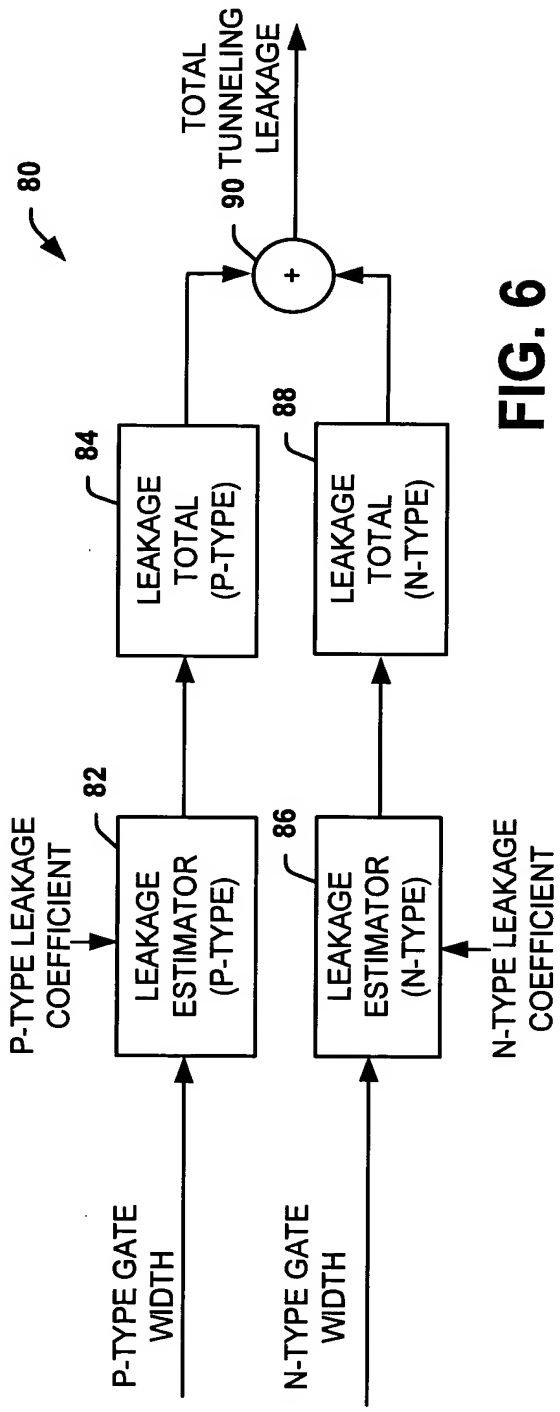 80
P-TYPE LEAKAGE
COEFFICIENT
P-TYPE GATE
WIDTH
82
LEAKAGE
ESTIMATOR
(P-TYPE)
84
LEAKAGE
TOTAL
(P-TYPE)
90
TOTAL
TUNNELING
LEAKAGE
+
N-TYPE GATE
WIDTH
86
LEAKAGE
ESTIMATOR
(N-TYPE)
88
LEAKAGE
TOTAL
(N-TYPE)
N-TYPE LEAKAGE
COEFFICIENT
FIG. 6